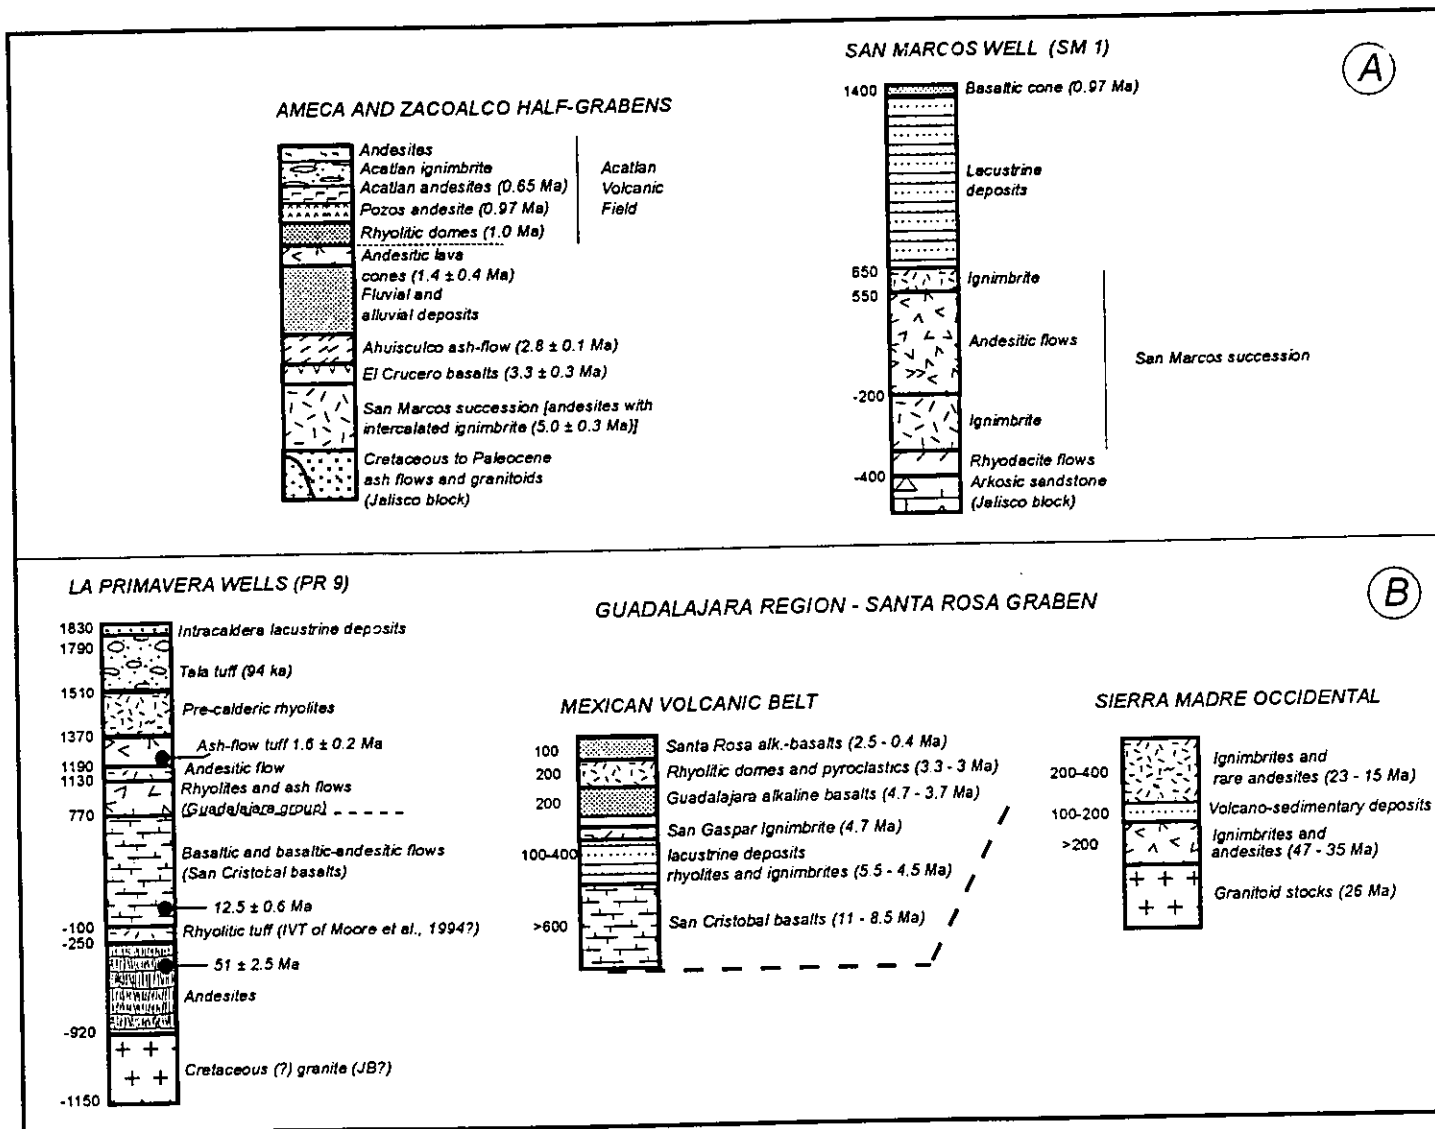 A
AMECA AND ZACOALCO HALF-GRABENS
Andesites
Acatlan ignimbrite
Acatlan andesites (0.65 Ma)
Pozos andesite (0.97 Ma)
Rhyolitic domes (1.0 Ma)
Acatlan
Volcanic
Field
Andesitic lava
cones (1.4 ± 0.4 Ma)
Fluvial and
alluvial deposits
Ahuisculco ash-flow (2.8 ± 0.1 Ma)
El Crucero basalts (3.3 ± 0.3 Ma)
San Marcos succession [andesites with
intercalated ignimbrite (5.0 ± 0.3 Ma)]
Cretaceous to Paleocene
ash flows and granitoids
(Jalisco block)
SAN MARCOS WELL (SM 1)
1400
Basaltic cone (0.97 Ma)
Lacustrine
deposits
650
Ignimbrite
550
Andesitic flows
San Marcos succession
-200
Ignimbrite
Rhyodacite flows
-400
Arkosic sandstone
(Jalisco block)
B
LA PRIMAVERA WELLS (PR 9)
1830
Intracaldera lacustrine deposits
1790
Tala tuff (94 ka)
1510
Pre-calderic rhyolites
1370
Ash-flow tuff 1.6 ± 0.2 Ma
1190
Andesitic flow
1130
Rhyolites and ash flows
(Guadalajara group)
770
Basaltic and basaltic-andesitic flows
(San Cristobal basalts)
12.5 ± 0.6 Ma
-100
Rhyolitic tuff (IVT of Moore et al., 1994?)
-250
51 ± 2.5 Ma
Andesites
-920
Cretaceous (?) granite (JB?)
-1150
GUADALAJARA REGION - SANTA ROSA GRABEN
MEXICAN VOLCANIC BELT
100
Santa Rosa alk.-basalts (2.5 - 0.4 Ma)
200
Rhyolitic domes and pyroclastics (3.3 - 3 Ma)
200
Guadalajara alkaline basalts (4.7 - 3.7 Ma)
San Gaspar Ignimbrite (4.7 Ma)
100-400
lacustrine deposits
rhyolites and ignimbrites (5.5 - 4.5 Ma)
>600
San Cristobal basalts (11 - 8.5 Ma)
SIERRA MADRE OCCIDENTAL
200-400
Ignimbrites and
rare andesites (23 - 15 Ma)
100-200
Volcano-sedimentary deposits
>200
Ignimbrites and
andesites (47 - 35 Ma)
Granitoid stocks (26 Ma)